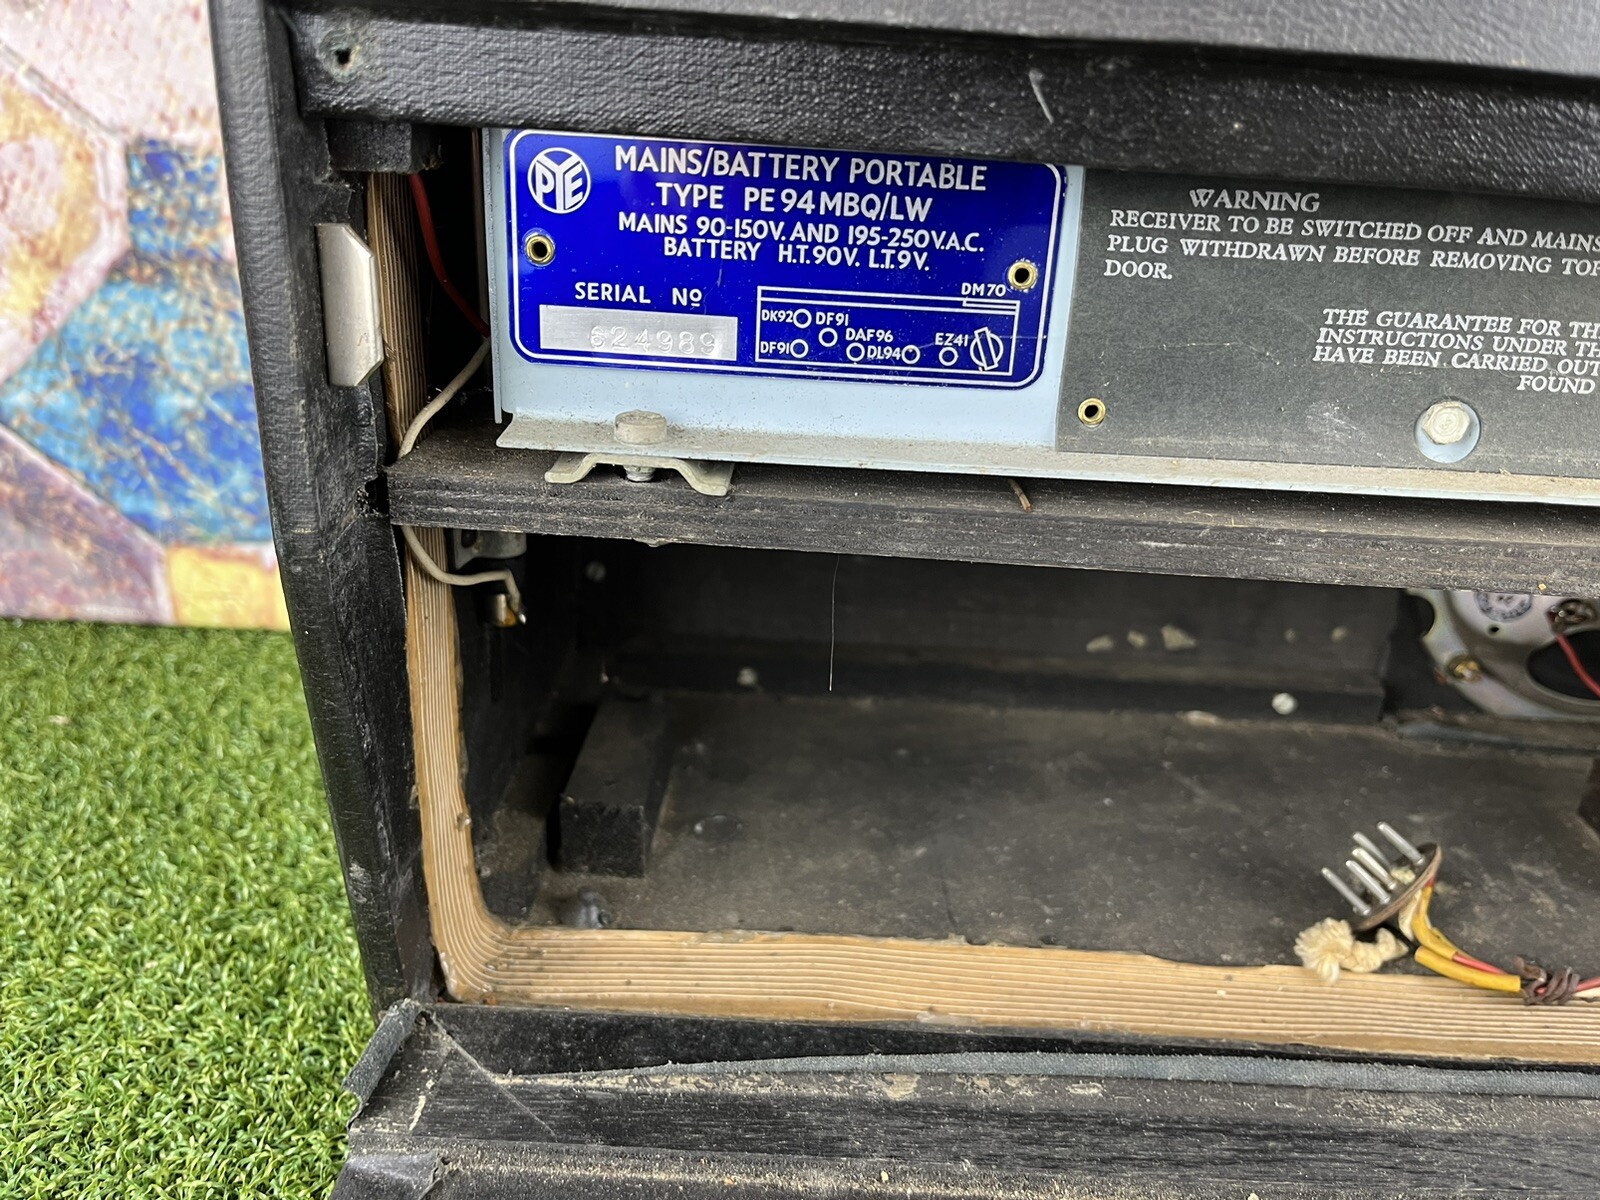 PYE
MAINS/BATTERY PORTABLE
TYPE PE 94 MBQ/LW
MAINS 90-150V. AND 195-250V.A.C.
BATTERY H.T. 90V. L.T. 9V.
SERIAL Nº
624989
DM70
DK92 DF91
DAF96
DF91 DL94 EZ41
WARNING
RECEIVER TO BE SWITCHED OFF AND MAINS
PLUG WITHDRAWN BEFORE REMOVING TOP
DOOR.
THE GUARANTEE FOR TH
INSTRUCTIONS UNDER TH
HAVE BEEN CARRIED OUT
FOUND